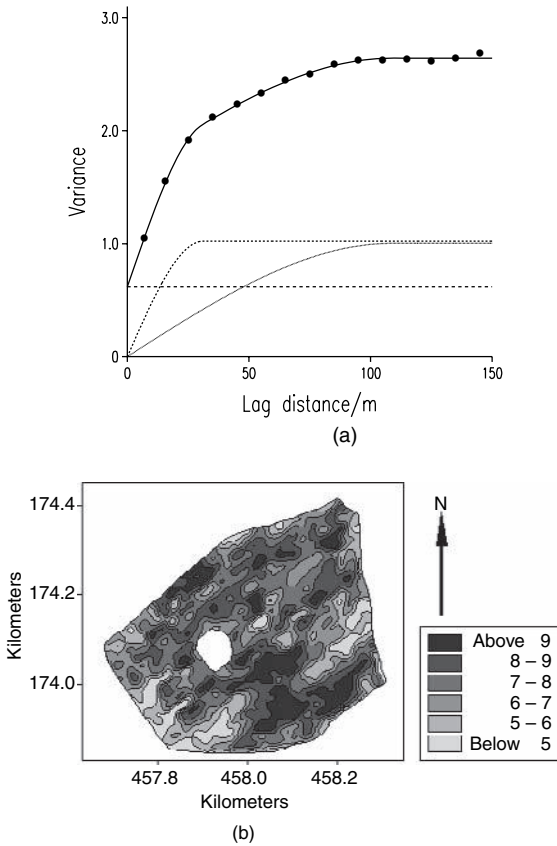 3.0
2.0
1.0
0
Variance
0 50 100 150
Lag distance/m
(a)
174.4
174.2
174.0
Kilometers
457.8 458.0 458.2
Kilometers
N
Above 9
8 – 9
7 – 8
6 – 7
5 – 6
Below 5
(b)